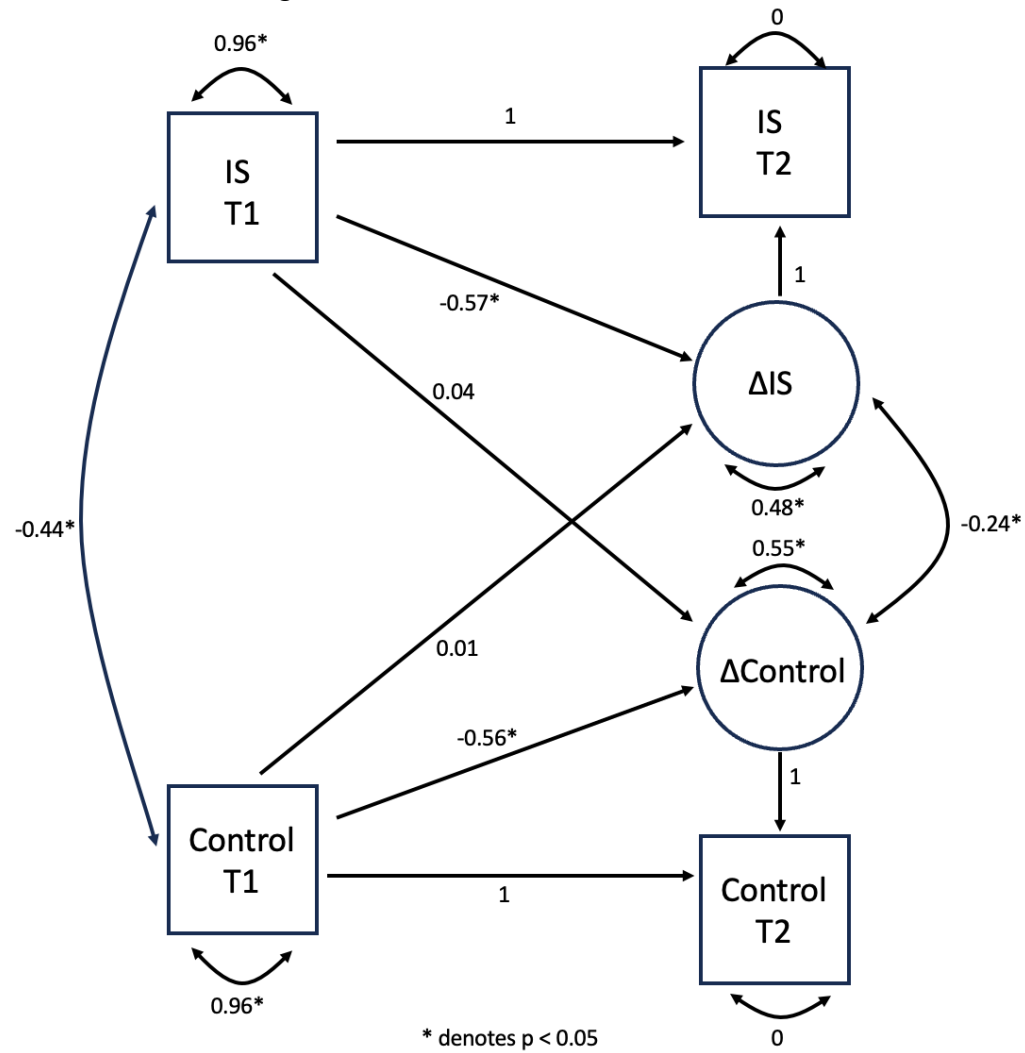 0
0.96*
IS
T1
1
IS
T2
1
-0.57*
0.04
ΔIS
0.48*
-0.44*
-0.24*
0.55*
0.01
ΔControl
-0.56*
1
Control
T1
1
Control
T2
0.96*
* denotes p < 0.05
0